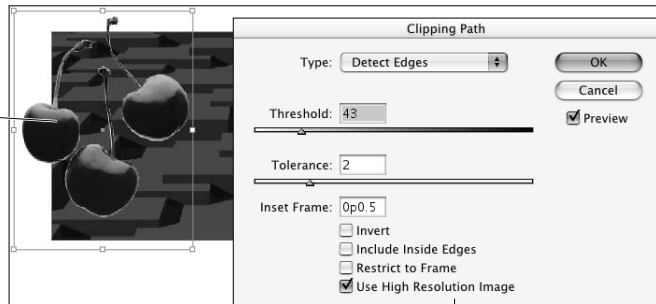 Clipping Path
Type: Detect Edges
OK
Cancel
Preview
Threshold: 43
Tolerance: 2
Inset Frame: 0p0.5
Invert
Include Inside Edges
Restrict to Frame
Use High Resolution Image